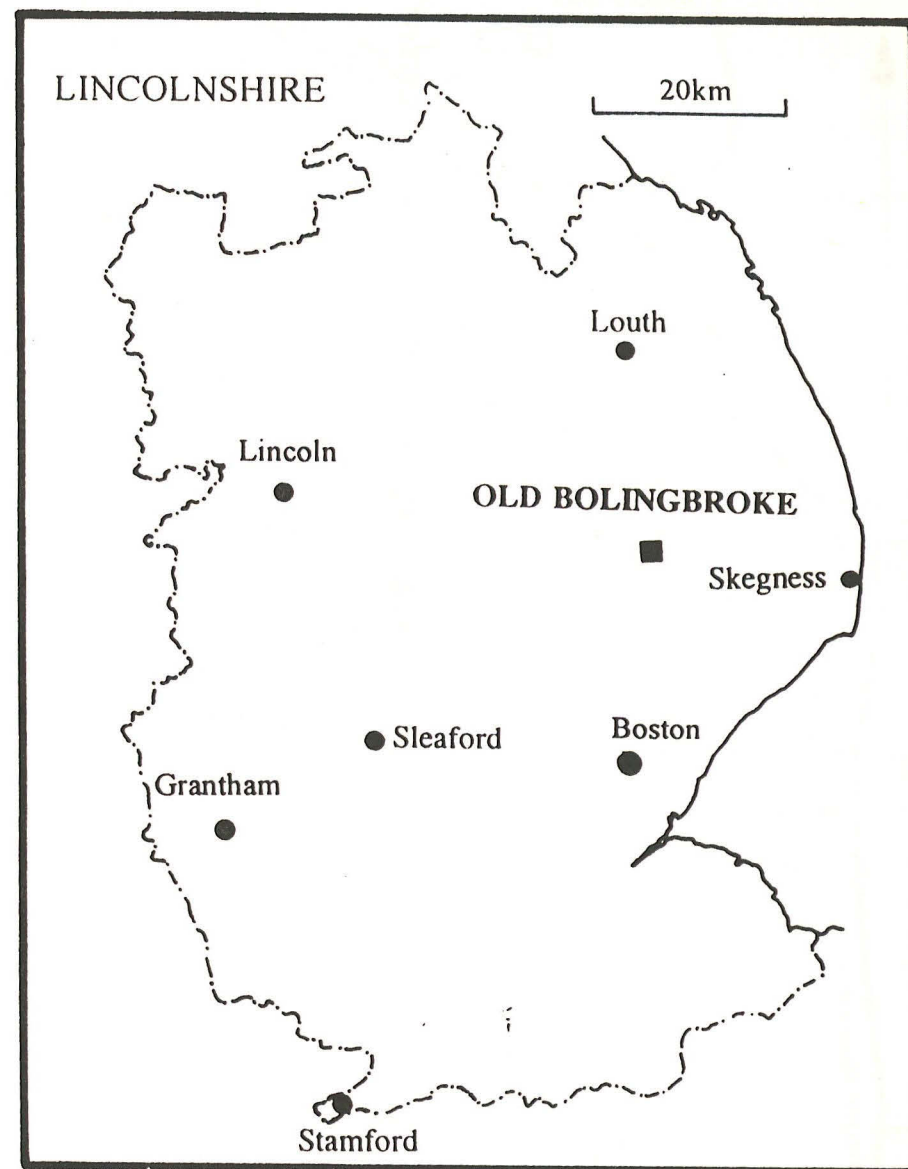 LINCOLNSHIRE
20km
Louth
Lincoln
OLD BOLINGBROKE
Skegness
Sleaford
Boston
Grantham
Stamford